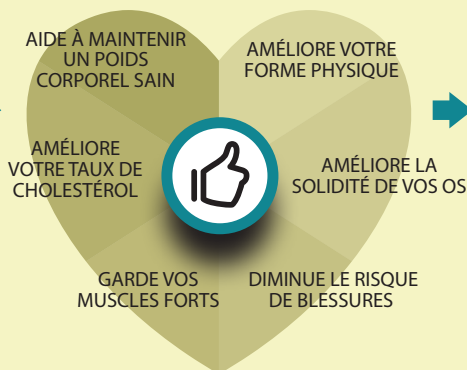 AIDE À MAINTENIR
UN POIDS
CORPOREL SAIN
AMÉLIORE VOTRE
FORME PHYSIQUE
AMÉLIORE
VOTRE TAUX DE
CHOLESTÉROL
AMÉLIORE LA
SOLIDITÉ DE VOS OS
GARDE VOS
MUSCLES FORTS
DIMINUE LE RISQUE
DE BLESSURES